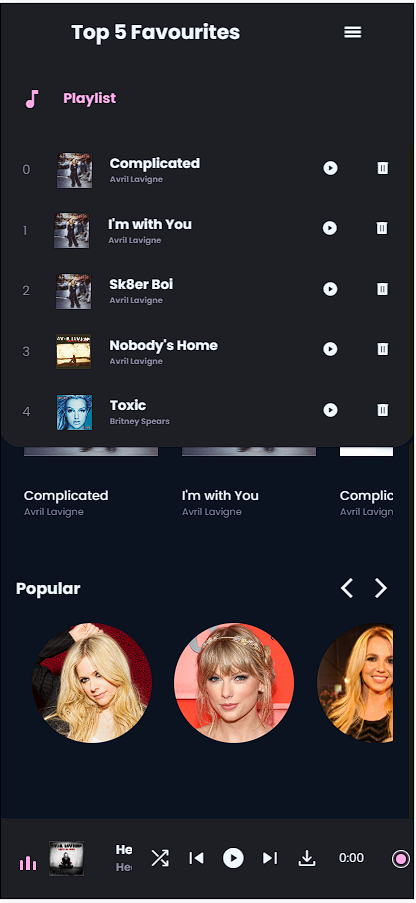 Top 5 Favourites
Playlist
0
Complicated
Avril Lavigne
1
I'm with You
Avril Lavigne
2
Sk8er Boi
Avril Lavigne
3
Nobody's Home
Avril Lavigne
4
Toxic
Britney Spears
Complicated
Avril Lavigne
I'm with You
Avril Lavigne
Complic
Avril Lavign
Popular
He
He
0:00